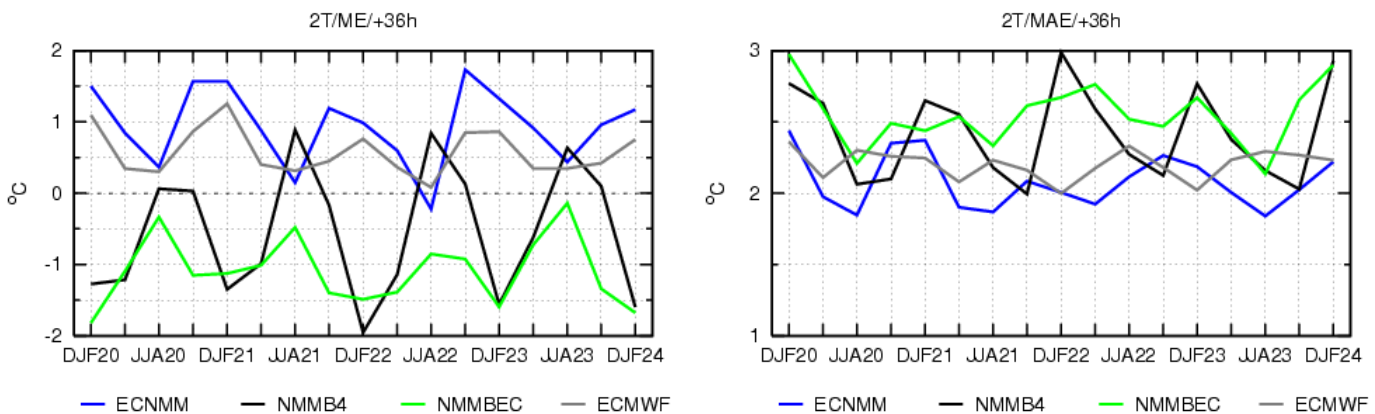 2T/ME/+36h
2
1
0
-1
-2
°C
DJF20 JJA20 DJF21 JJA21 DJF22 JJA22 DJF23 JJA23 DJF24
ECNMM NMMB4 NMMBEC ECMWF
2T/MAE/+36h
3
2
1
°C
DJF20 JJA20 DJF21 JJA21 DJF22 JJA22 DJF23 JJA23 DJF24
ECNMM NMMB4 NMMBEC ECMWF